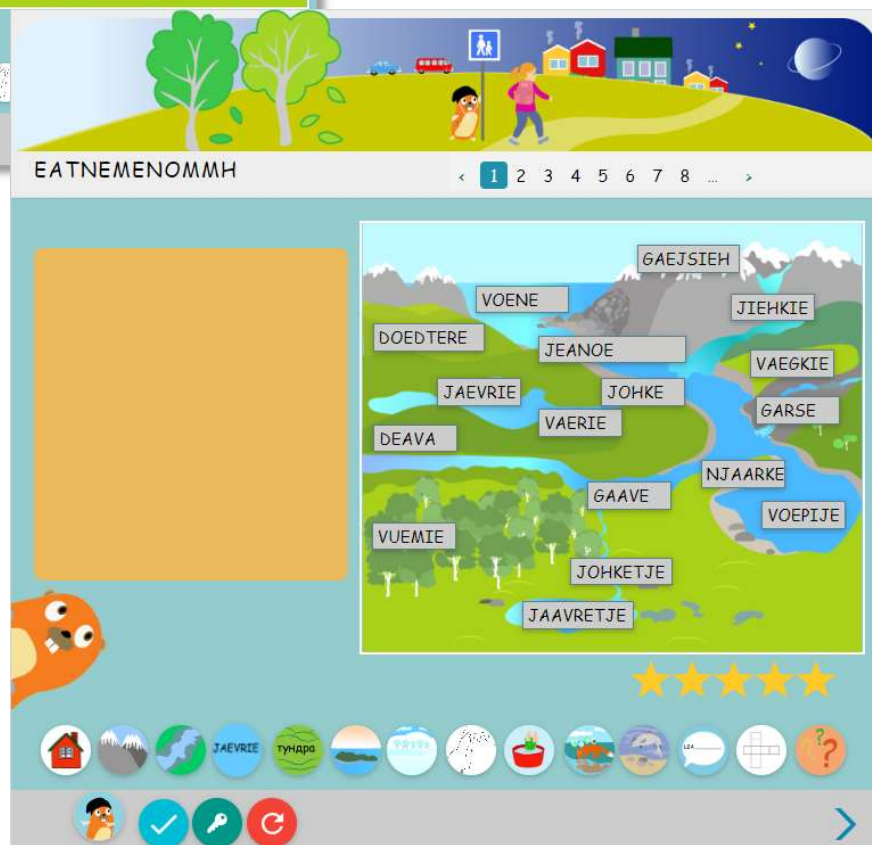 EATNEMENOMMH
‹ 1 2 3 4 5 6 7 8 ... ›
GAEJSIEH
VOENE
JIEHKIE
DOEDTERE
JEANOE
VAEGKIE
JAEVRIE
JOHKE
GARSE
VAERIE
DEAVA
NJAARKE
GAAVE
VOEPIJE
VUEMIE
JOHKETJE
JAAVRETJE
JAEVRIE
тундра
? ?